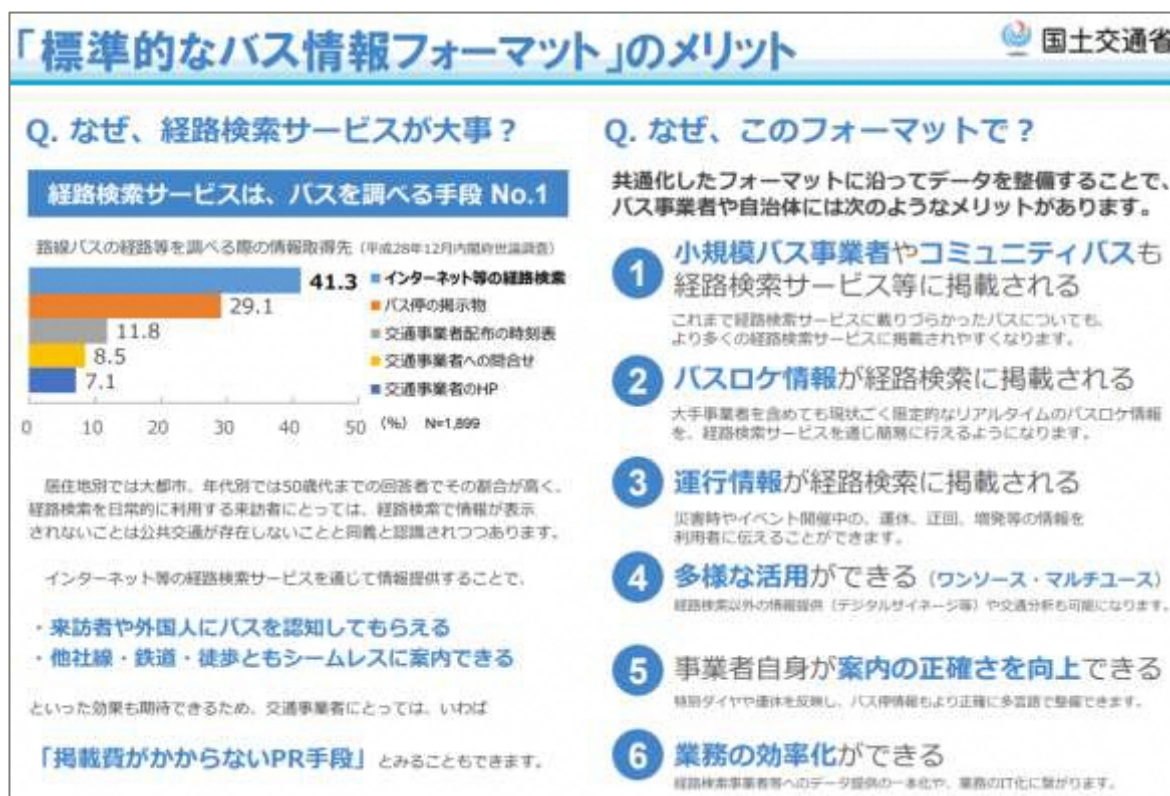 「標準的なバス情報フォーマット」のメリット
国土交通省
Q. なぜ、経路検索サービスが大事？
経路検索サービスは、バスを調べる手段 No.1
路線バスの経路等を調べる際の情報取得先（平成28年12月内閣府世論調査）
41.3
インターネット等の経路検索
29.1
バス停の掲示物
11.8
交通事業者配布の時刻表
8.5
交通事業者への問合せ
7.1
交通事業者のHP
0 10 20 30 40 50 （%） N=1,899
居住地別では大都市、年代別では50歳代までの回答者でその割合が高く、
経路検索を日常的に利用する来訪者にとっては、経路検索で情報が表示
されないことは公共交通が存在しないことと同義と認識されつつあります。
インターネット等の経路検索サービスを通じて情報提供することで、
・来訪者や外国人にバスを認知してもらえる
・他社線・鉄道・徒歩ともシームレスに案内できる
といった効果も期待できるため、交通事業者にとっては、いわば
「掲載費がかからないPR手段」とみることもできます。
Q. なぜ、このフォーマットで？
共通化したフォーマットに沿ってデータを整備することで、
バス事業者や自治体には次のようなメリットがあります。
1 小規模バス事業者やコミュニティバスも
経路検索サービス等に掲載される
これまで経路検索サービスに載りづらかったバスについても、
より多くの経路検索サービスに掲載されやすくなります。
2 バスロケ情報が経路検索に掲載される
大手事業者を含めても現状ごく限定的なリアルタイムのバスロケ情報
を、経路検索サービスを通じ簡易に行えるようになります。
3 運行情報が経路検索に掲載される
災害時やイベント開催中の、運休、迂回、増発等の情報を
利用者に伝えることができます。
4 多様な活用ができる（ワンソース・マルチユース）
経路検索以外の情報提供（デジタルサイネージ等）や交通分析も可能になります。
5 事業者自身が案内の正確さを向上できる
特別ダイヤや運休を反映し、バス停情報もより正確に多言語で整備できます。
6 業務の効率化ができる
経路検索事業者等へのデータ提供の一本化や、業務のIT化に繋がります。